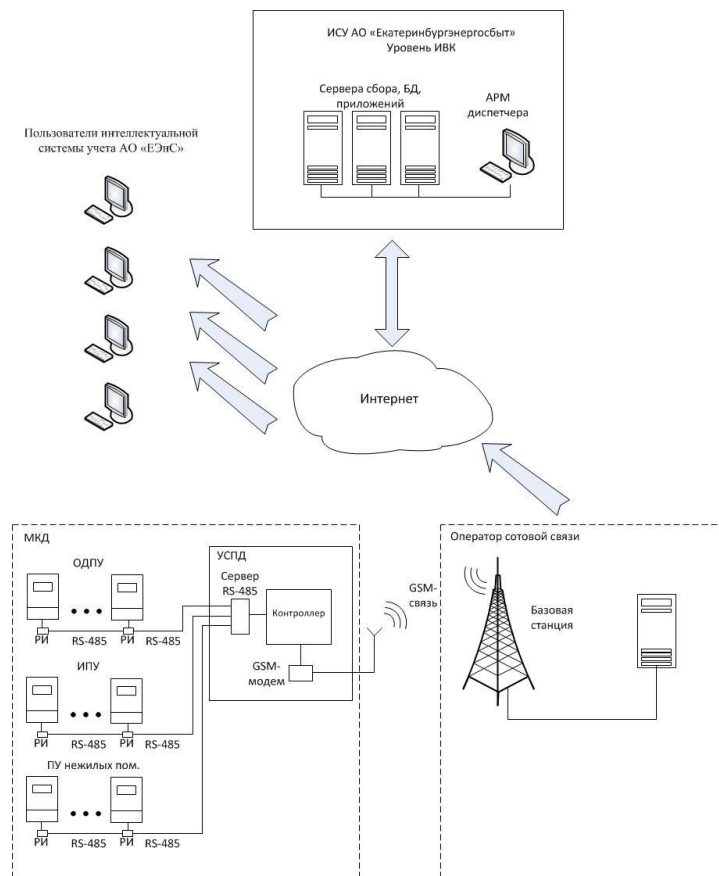 ИСУ АО «Екатеринбургэнергосбыт»
Уровень ИВК
Сервера сбора, БД,
приложений
АРМ
диспетчера
Пользователи интеллектуальной
системы учета АО «ЕЭнС»
Интернет
МКД
ОДПУ
РИ RS-485 РИ RS-485
ИПУ
РИ RS-485 РИ RS-485
ПУ нежилых пом.
РИ RS-485 РИ RS-485
УСПД
Сервер
RS-485
Контроллер
GSM-
модем
GSM-
связь
Оператор сотовой связи
Базовая
станция